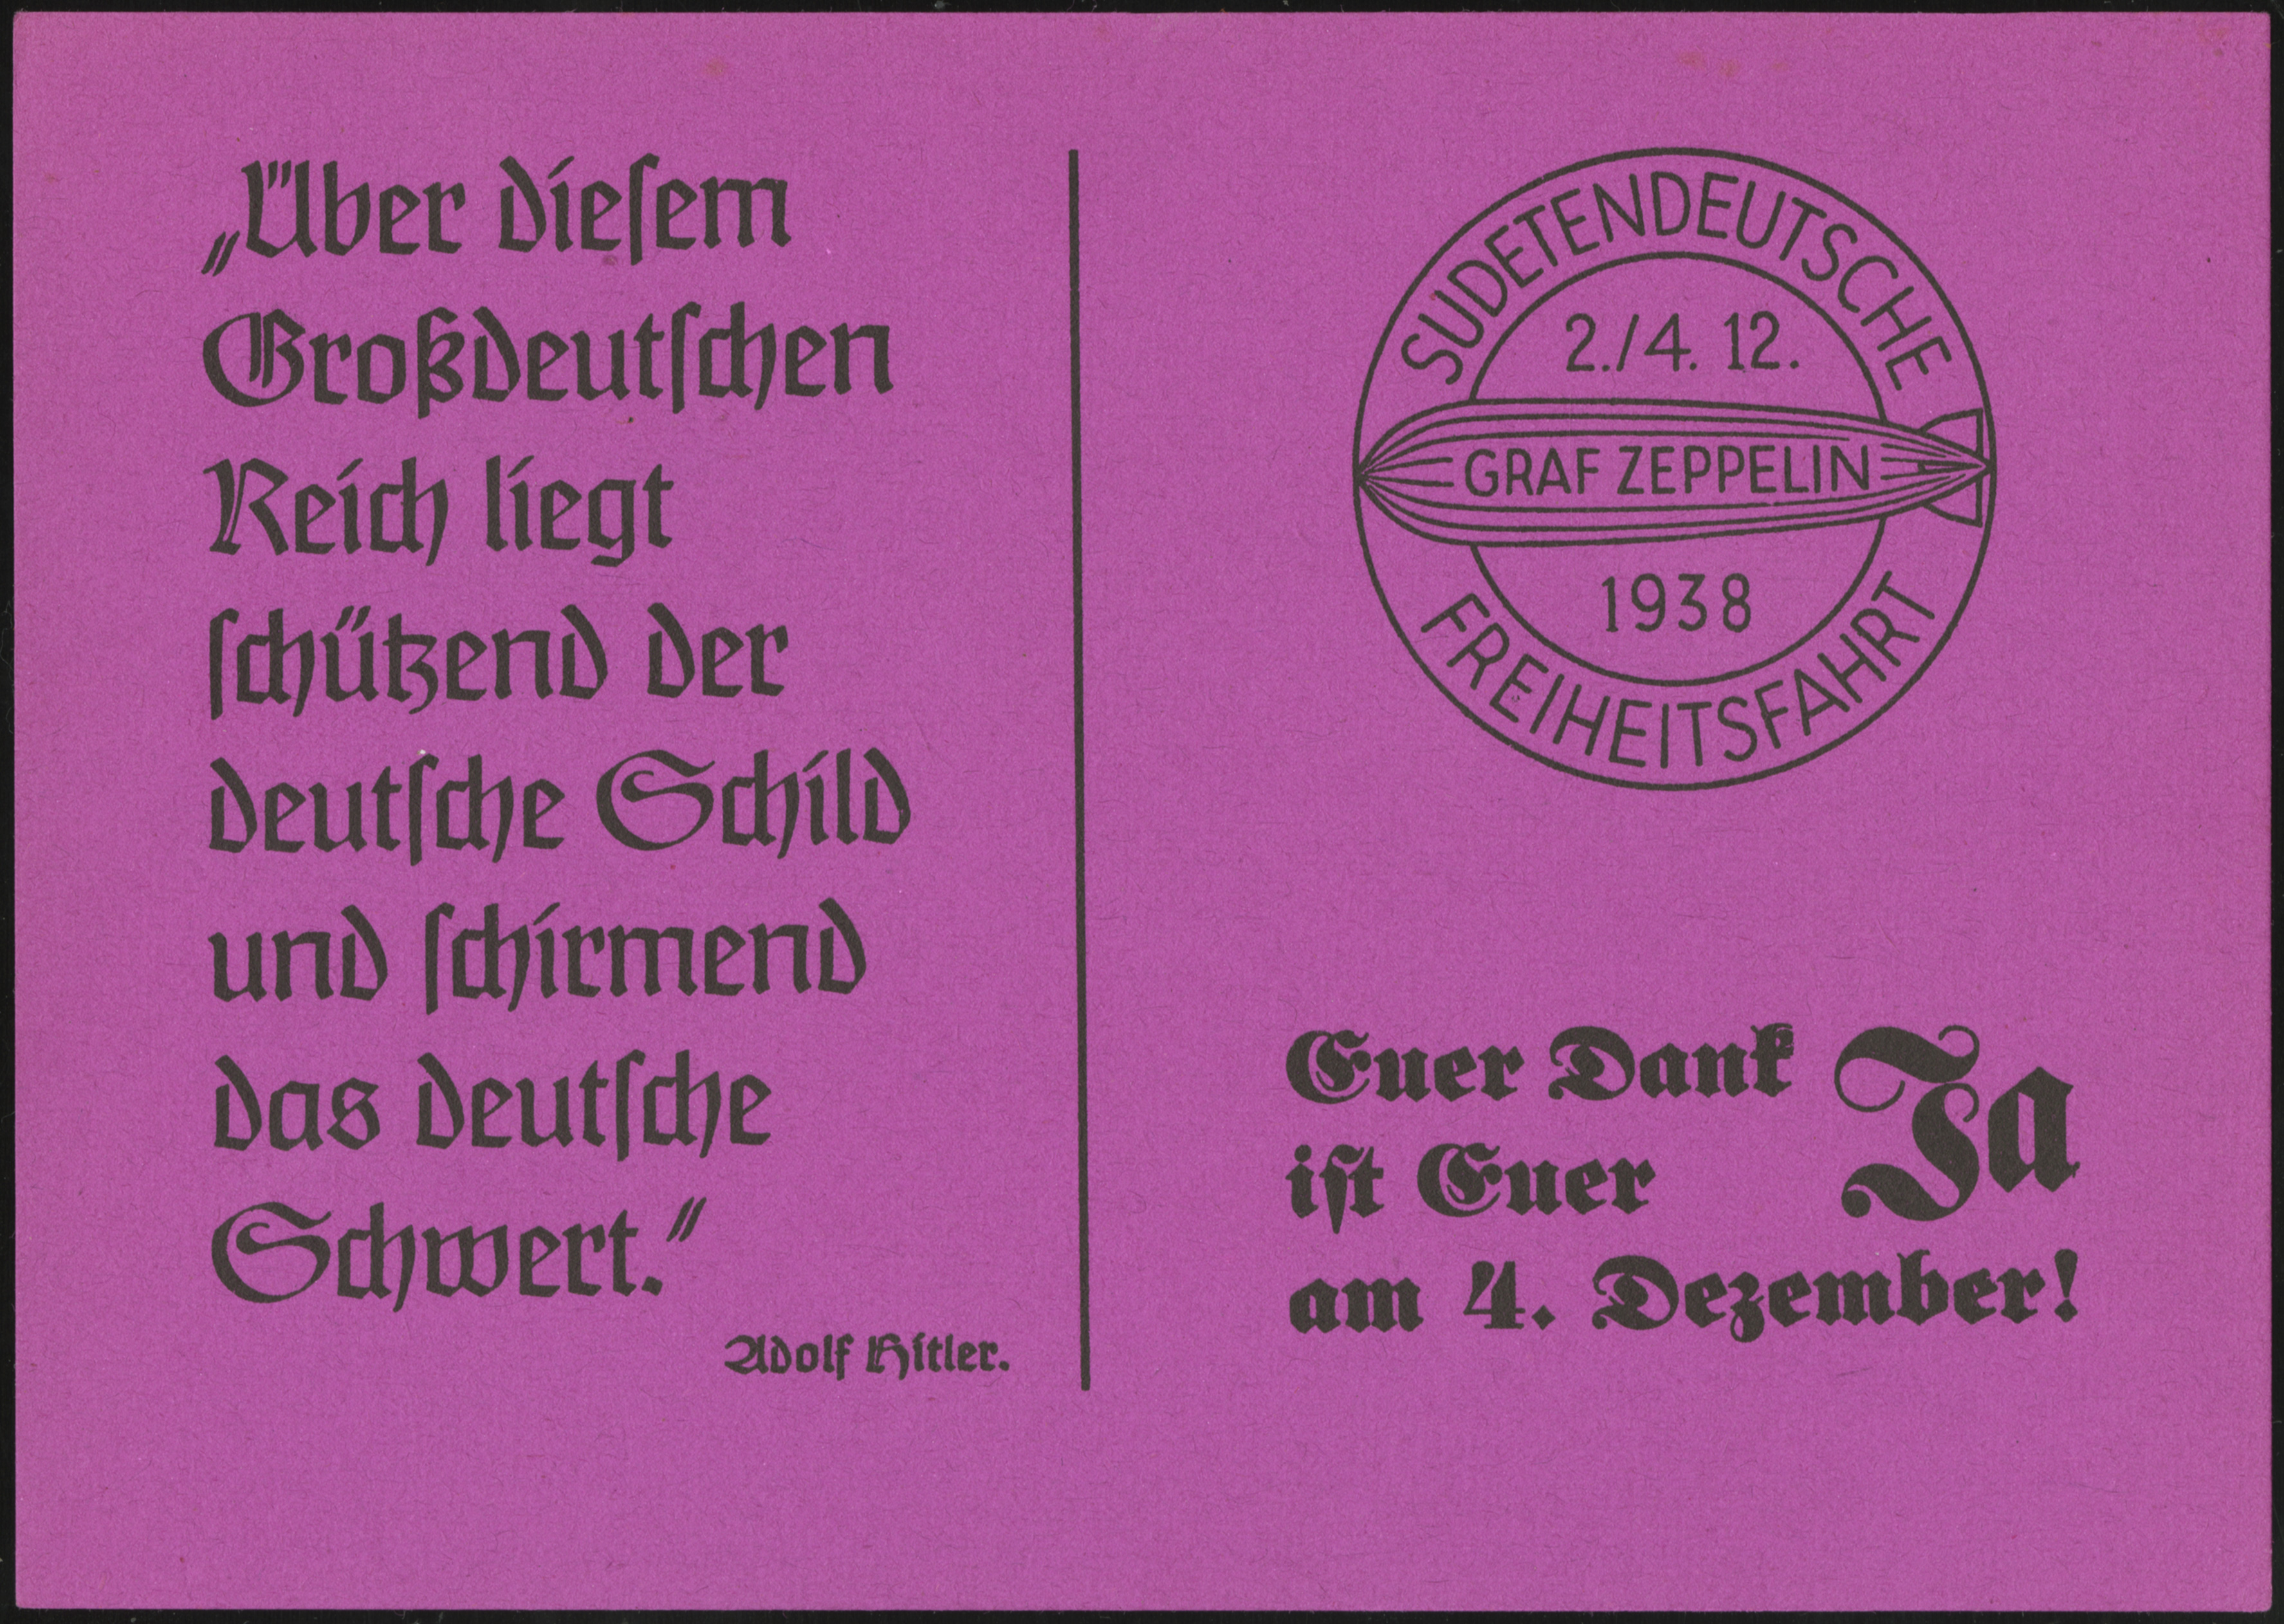 „Über dieſem
Großdeutſchen
Reich liegt
ſchützend der
deutſche Schild
und ſchirmend
das deutſche
Schwert.“
Adolf Hitler.
SUDETENDEUTSCHE
2./4. 12.
GRAF ZEPPELIN
1938
FREIHEITSFAHRT
Euer Dank Ja
iſt Euer
am 4. Dezember!